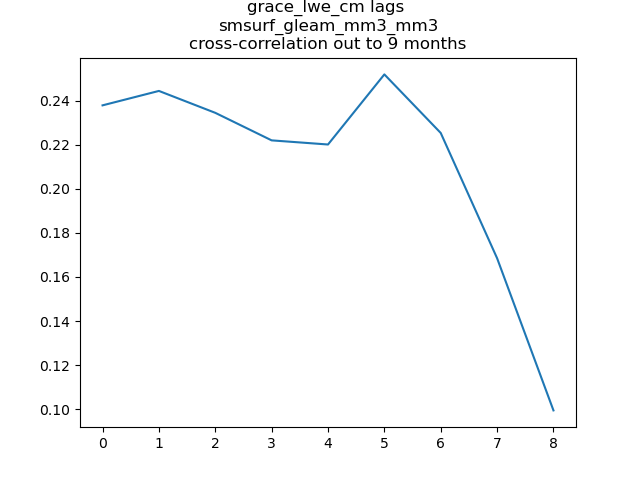 grace_lwe_cm lags
smsurf_gleam_mm3_mm3
cross-correlation out to 9 months
0.24
0.22
0.20
0.18
0.16
0.14
0.12
0.10
0 1 2 3 4 5 6 7 8